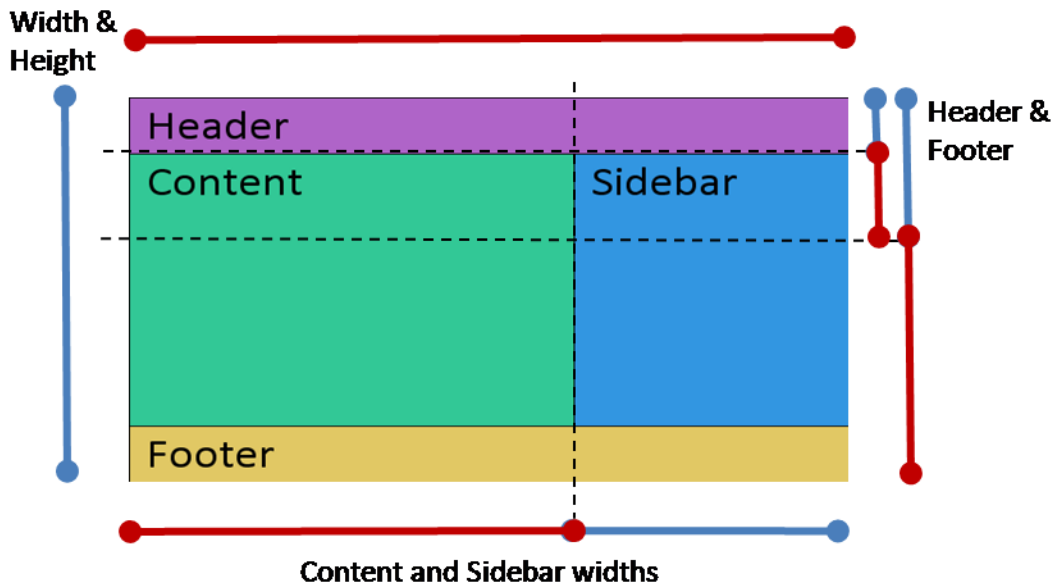 Width &
Height
Header &
Footer
Header
Content
Sidebar
Footer
Content and Sidebar widths